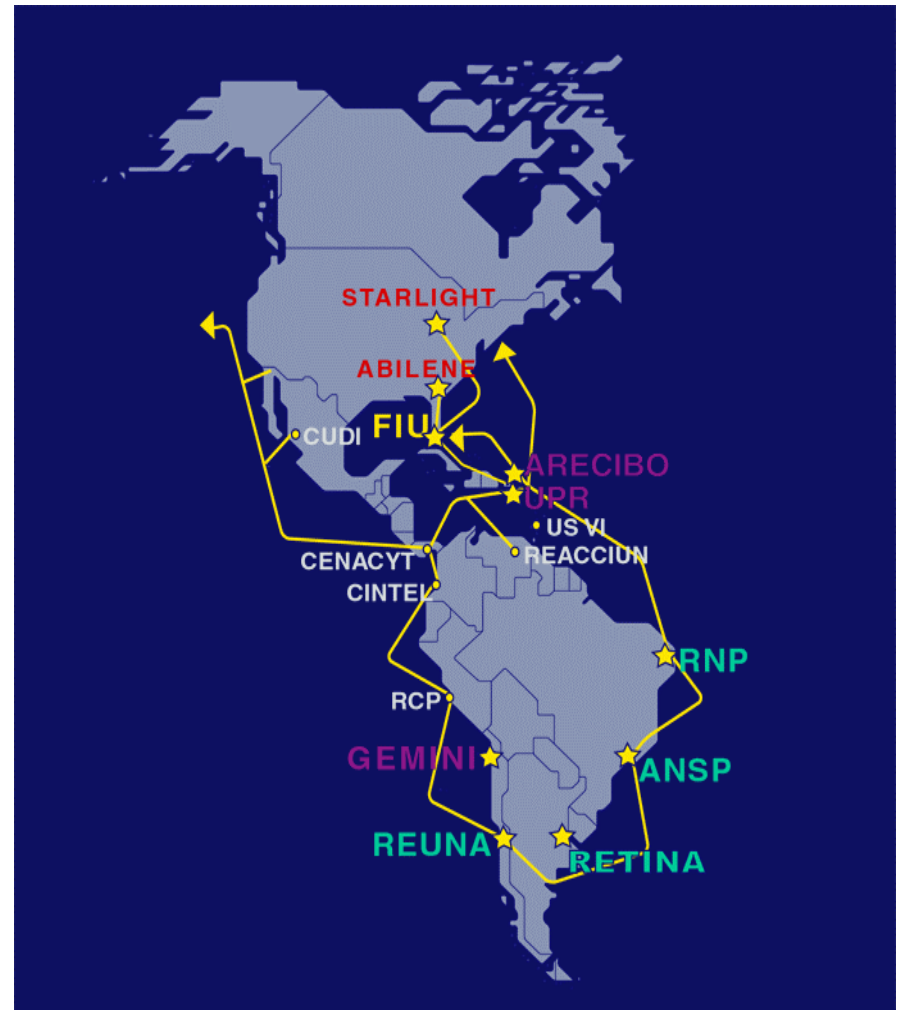 STARLIGHT
ABILENE
FIU
CUDI
ARECIBO
UPR
US VI
REACCIUN
CENACYT
CINTEL
RNP
RCP
GEMINI
ANSP
REUNA
RETINA